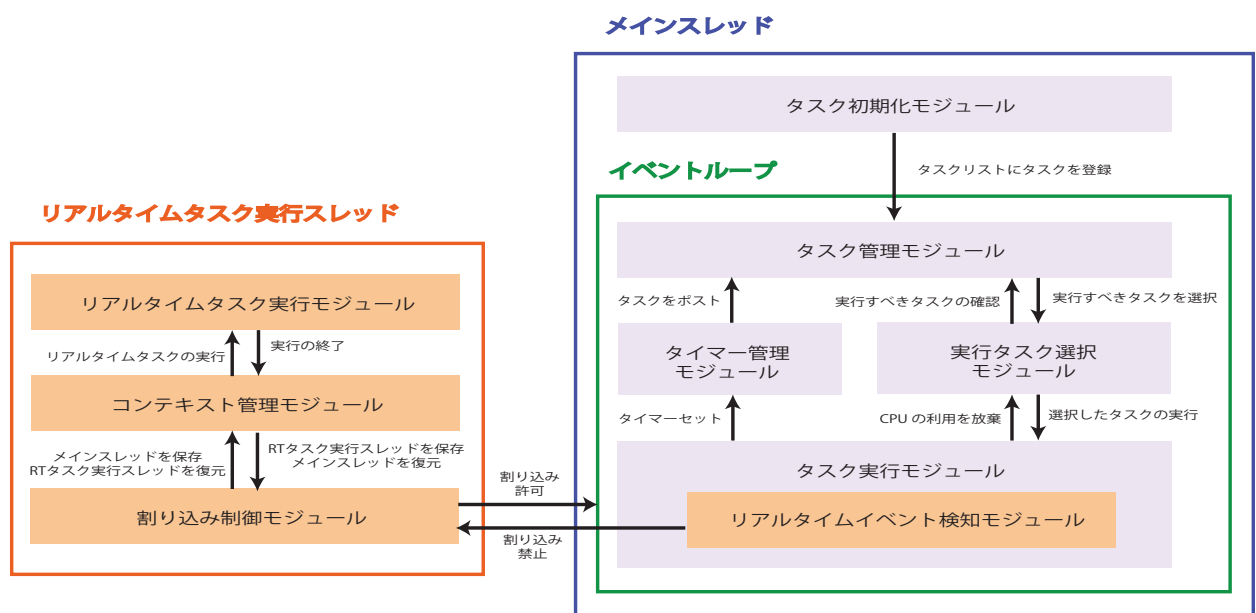 メインスレッド
タスク初期化モジュール
タスクリストにタスクを登録
イベントループ
タスク管理モジュール
タスクをポスト
実行すべきタスクの確認
実行すべきタスクを選択
タイマー管理
モジュール
実行タスク選択
モジュール
タイマーセット
CPU の利用を放棄
選択したタスクの実行
タスク実行モジュール
リアルタイムイベント検知モジュール
リアルタイムタスク実行スレッド
リアルタイムタスク実行モジュール
リアルタイムタスクの実行
実行の終了
コンテキスト管理モジュール
メインスレッドを保存
RTタスク実行スレッドを復元
RTタスク実行スレッドを保存
メインスレッドを復元
割り込み制御モジュール
割り込み
許可
割り込み
禁止